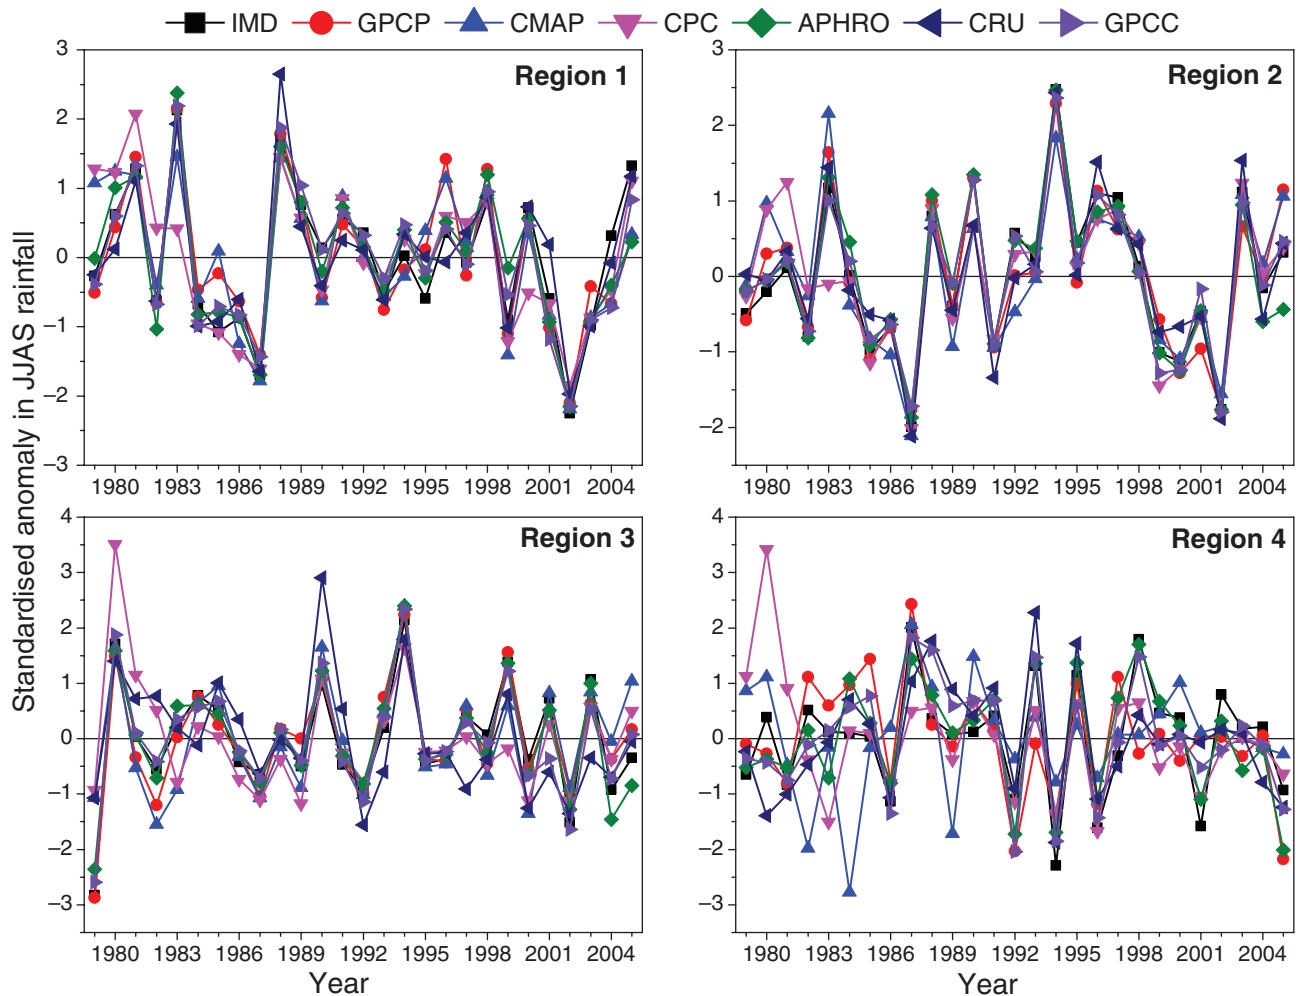 IMD GPCP CMAP CPC APHRO CRU GPCC
Standardised anomaly in JJAS rainfall
Region 1
3
2
1
0
−1
−2
−3
1980 1983 1986 1989 1992 1995 1998 2001 2004
Region 2
3
2
1
0
−1
−2
1980 1983 1986 1989 1992 1995 1998 2001 2004
Region 3
4
3
2
1
0
−1
−2
−3
1980 1983 1986 1989 1992 1995 1998 2001 2004
Year
Region 4
4
3
2
1
0
−1
−2
−3
1980 1983 1986 1989 1992 1995 1998 2001 2004
Year